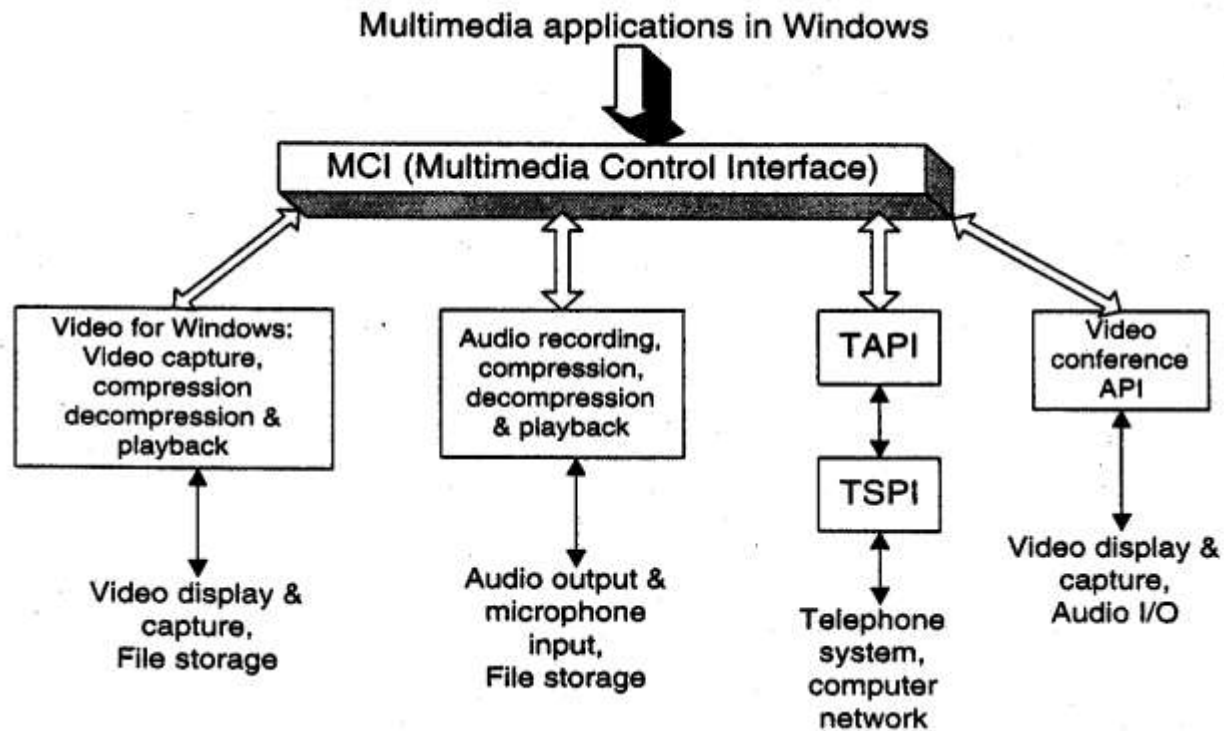 Multimedia applications in Windows
MCI (Multimedia Control Interface)
Video for Windows:
Video capture,
compression
decompression &
playback
Audio recording,
compression,
decompression
& playback
TAPI
TSPI
Video
conference
API
Video display &
capture,
File storage
Audio output &
microphone
input,
File storage
Telephone
system,
computer
network
Video display &
capture,
Audio I/O